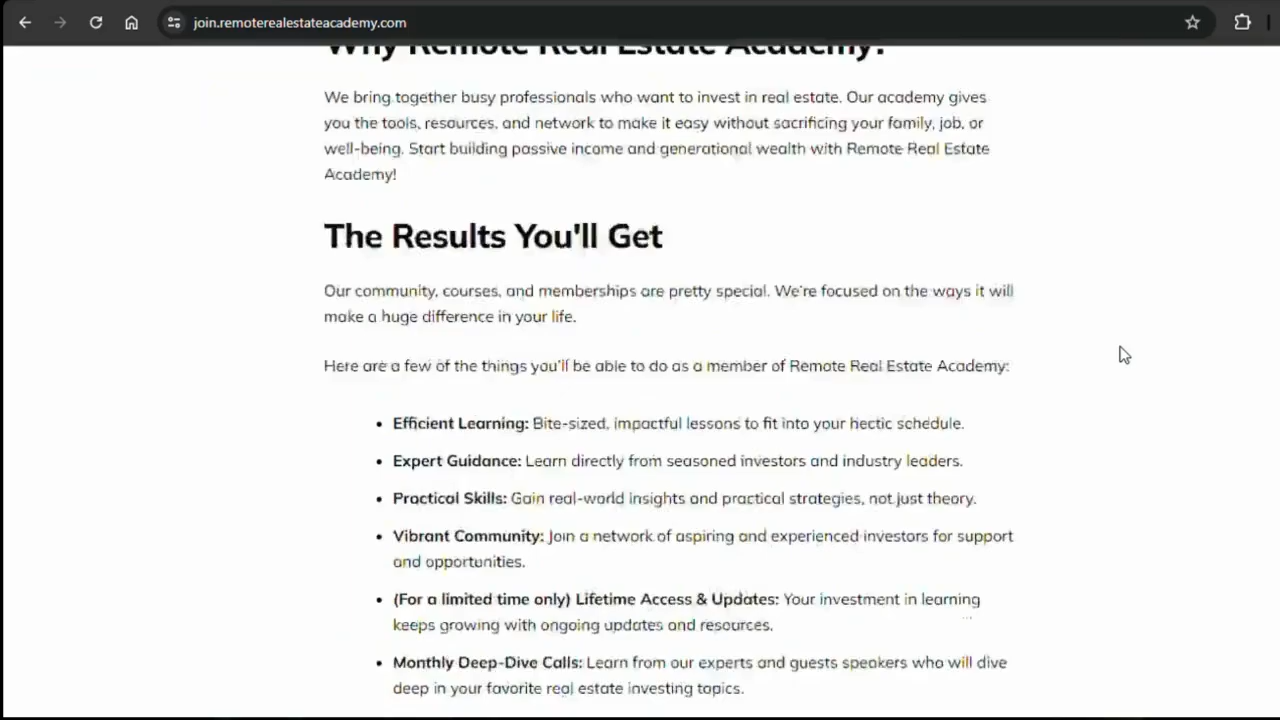 join.remoterealestateacademy.com
Why Remote Real Estate Academy?
We bring together busy professionals who want to invest in real estate. Our academy gives
you the tools, resources, and network to make it easy without sacrificing your family, job, or
well-being. Start building passive income and generational wealth with Remote Real Estate
Academy!
The Results You'll Get
Our community, courses, and memberships are pretty special. We're focused on the ways it will
make a huge difference in your life.
Here are a few of the things you'll be able to do as a member of Remote Real Estate Academy:
• Efficient Learning: Bite-sized, impactful lessons to fit into your hectic schedule.
• Expert Guidance: Learn directly from seasoned investors and industry leaders.
• Practical Skills: Gain real-world insights and practical strategies, not just theory.
• Vibrant Community: Join a network of aspiring and experienced investors for support
and opportunities.
• (For a limited time only) Lifetime Access & Updates: Your investment in learning
keeps growing with ongoing updates and resources.
• Monthly Deep-Dive Calls: Learn from our experts and guests speakers who will dive
deep in your favorite real estate investing topics.